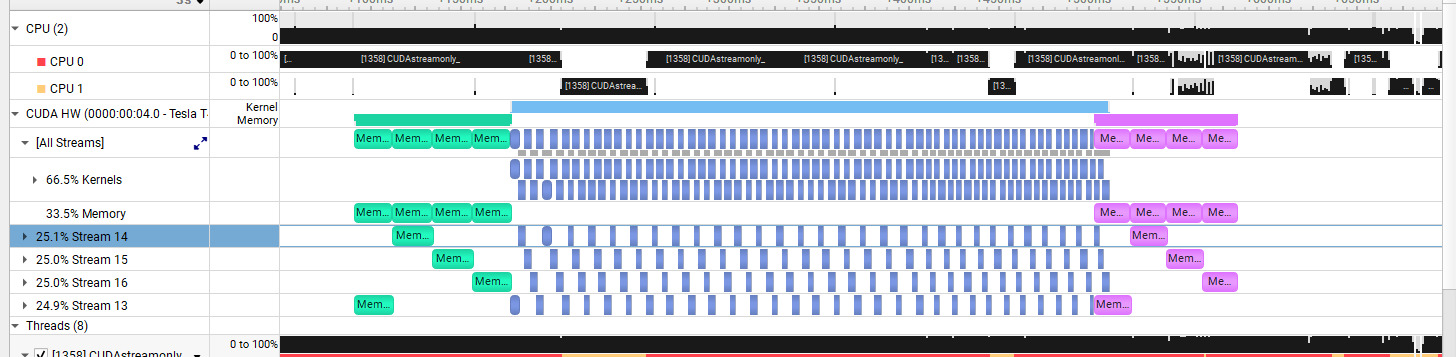 3s
CPU (2)
100%
0
CPU 0
0 to 100%
[...
[1358] CUDAstreamonly_
[1358...
[1358] CUDAstreamonly_
[1358] CUDAstreamonly_
[13...
[1358...
[1358] CUDAstreamonl...
[1358...
[1358] CUDAstream...
[135...
CPU 1
0 to 100%
[1358] CUDAstrea...
[13...
...
...
CUDA HW (0000:00:04.0 - Tesla T
Kernel
Memory
[All Streams]
Mem... Mem... Mem... Mem...
Me... Me... Me... Me...
66.5% Kernels
33.5% Memory
Mem... Mem... Mem... Mem...
Me... Me... Me... Me...
25.1% Stream 14
Mem...
Mem...
25.0% Stream 15
Mem...
Mem...
25.0% Stream 16
Mem...
Me...
24.9% Stream 13
Mem...
Mem...
Threads (8)
[1358] CUDAstreamonly
0 to 100%